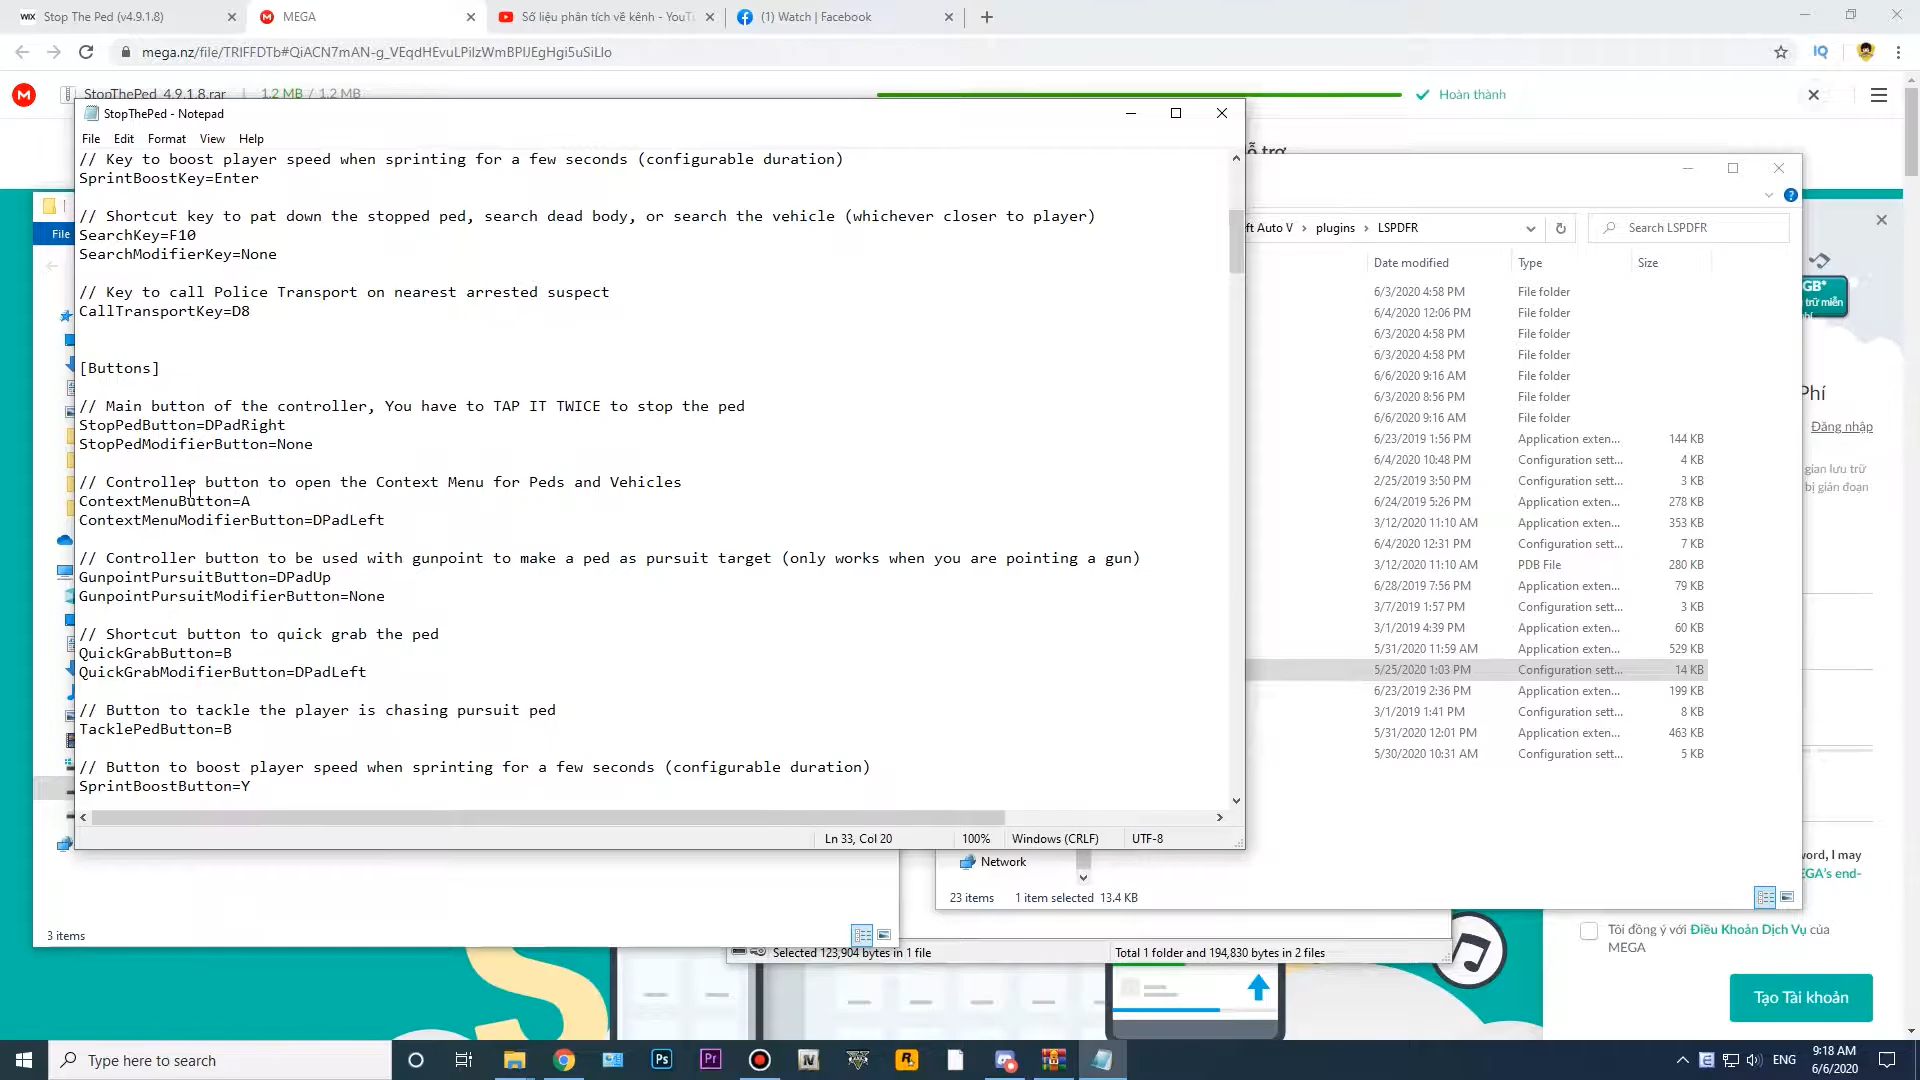 Stop The Ped (v4.9.1.8)
MEGA
Số liệu phân tích về kênh - YouTu
(1) Watch | Facebook
mega.nz/file/TRIFFDTb#QiACN7mAN-g_VEqdHEvuLPiIzWmBPIJEgHgi5uSiLIo
StopThePed_4.9.1.8.rar
1.2 MB / 1.2 MB
Hoàn thành
StopThePed - Notepad
File Edit Format View Help
// Key to boost player speed when sprinting for a few seconds (configurable duration)
SprintBoostKey=Enter
// Shortcut key to pat down the stopped ped, search dead body, or search the vehicle (whichever closer to player)
SearchKey=F10
SearchModifierKey=None
// Key to call Police Transport on nearest arrested suspect
CallTransportKey=D8
[Buttons]
// Main button of the controller, You have to TAP IT TWICE to stop the ped
StopPedButton=DPadRight
StopPedModifierButton=None
// Controller button to open the Context Menu for Peds and Vehicles
ContextMenuButton=A
ContextMenuModifierButton=DPadLeft
// Controller button to be used with gunpoint to make a ped as pursuit target (only works when you are pointing a gun)
GunpointPursuitButton=DPadUp
GunpointPursuitModifierButton=None
// Shortcut button to quick grab the ped
QuickGrabButton=B
QuickGrabModifierButton=DPadLeft
// Button to tackle the player is chasing pursuit ped
TacklePedButton=B
// Button to boost player speed when sprinting for a few seconds (configurable duration)
SprintBoostButton=Y
Ln 33, Col 20
100%
Windows (CRLF)
UTF-8
File
3 items
ft Auto V > plugins > LSPDFR
Search LSPDFR
Date modified Type Size
6/3/2020 4:58 PM File folder
6/4/2020 12:06 PM File folder
6/3/2020 4:58 PM File folder
6/3/2020 4:58 PM File folder
6/6/2020 9:16 AM File folder
6/3/2020 8:56 PM File folder
6/6/2020 9:16 AM File folder
6/23/2019 1:56 PM Application exten... 144 KB
6/4/2020 10:48 PM Configuration sett... 4 KB
2/25/2019 3:50 PM Configuration sett... 3 KB
6/24/2019 5:26 PM Application exten... 278 KB
3/12/2020 11:10 AM Application exten... 353 KB
6/4/2020 12:31 PM Configuration sett... 7 KB
3/12/2020 11:10 AM PDB File 280 KB
6/28/2019 7:56 PM Application exten... 79 KB
3/7/2019 1:57 PM Configuration sett... 3 KB
3/1/2019 4:39 PM Application exten... 60 KB
5/31/2020 11:59 AM Application exten... 529 KB
5/25/2020 1:03 PM Configuration sett... 14 KB
6/23/2019 2:36 PM Application exten... 199 KB
3/1/2019 1:41 PM Configuration sett... 8 KB
5/31/2020 12:01 PM Application exten... 463 KB
5/30/2020 10:31 AM Configuration sett... 5 KB
Network
23 items 1 item selected 13.4 KB
Selected 123,904 bytes in 1 file
Total 1 folder and 194,830 bytes in 2 files
GB*
trữ miễn
Phí
Đăng nhập
gian lưu trữ
bị gián đoạn
word, I may
EGA's end-
Tôi đồng ý với Điều Khoản Dịch Vụ của
MEGA
Tạo Tài khoản
Type here to search
ENG
9:18 AM
6/6/2020